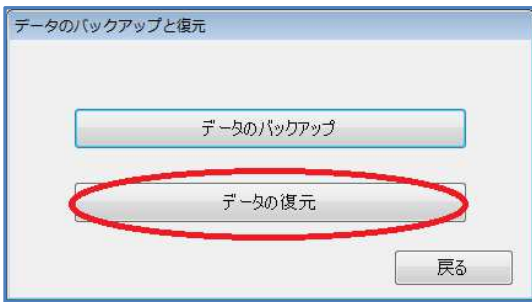 データのバックアップと復元
データのバックアップ
データの復元
戻る